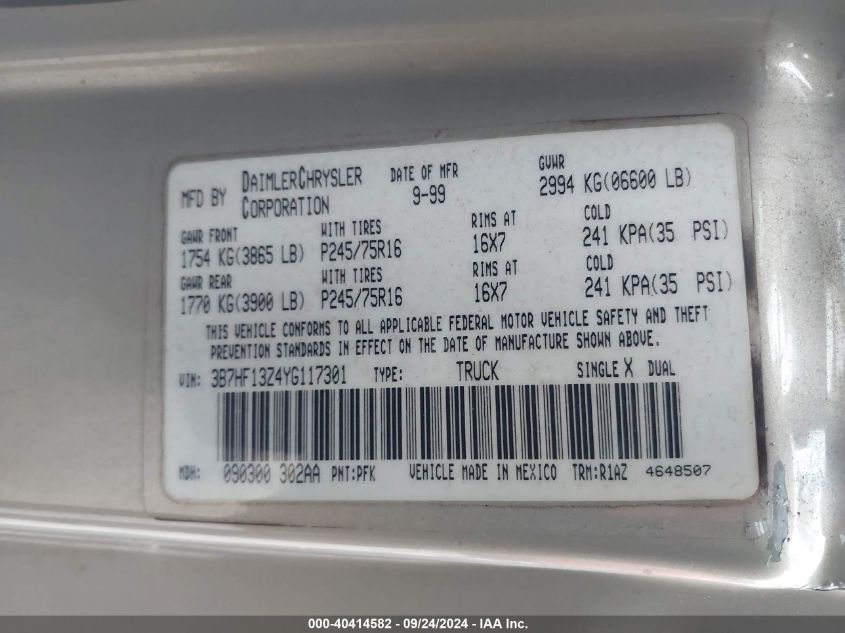 MFD BY DAIMLERCHRYSLER CORPORATION DATE OF MFR 9-99 GVWR 2994 KG(06600 LB)
GAWR FRONT WITH TIRES RIMS AT COLD
1754 KG(3865 LB) P245/75R16 16X7 241 KPA(35 PSI)
GAWR REAR WITH TIRES RIMS AT COLD
1770 KG(3900 LB) P245/75R16 16X7 241 KPA(35 PSI)
THIS VEHICLE CONFORMS TO ALL APPLICABLE FEDERAL MOTOR VEHICLE SAFETY AND THEFT
PREVENTION STANDARDS IN EFFECT ON THE DATE OF MANUFACTURE SHOWN ABOVE.
VIN: 3B7HF13Z4YG117301 TYPE: TRUCK SINGLE X DUAL
MDH: 090300 302AA PNT:PFK VEHICLE MADE IN MEXICO TRM:R1AZ 4648507
000-40414582 - 09/24/2024 - IAA Inc.